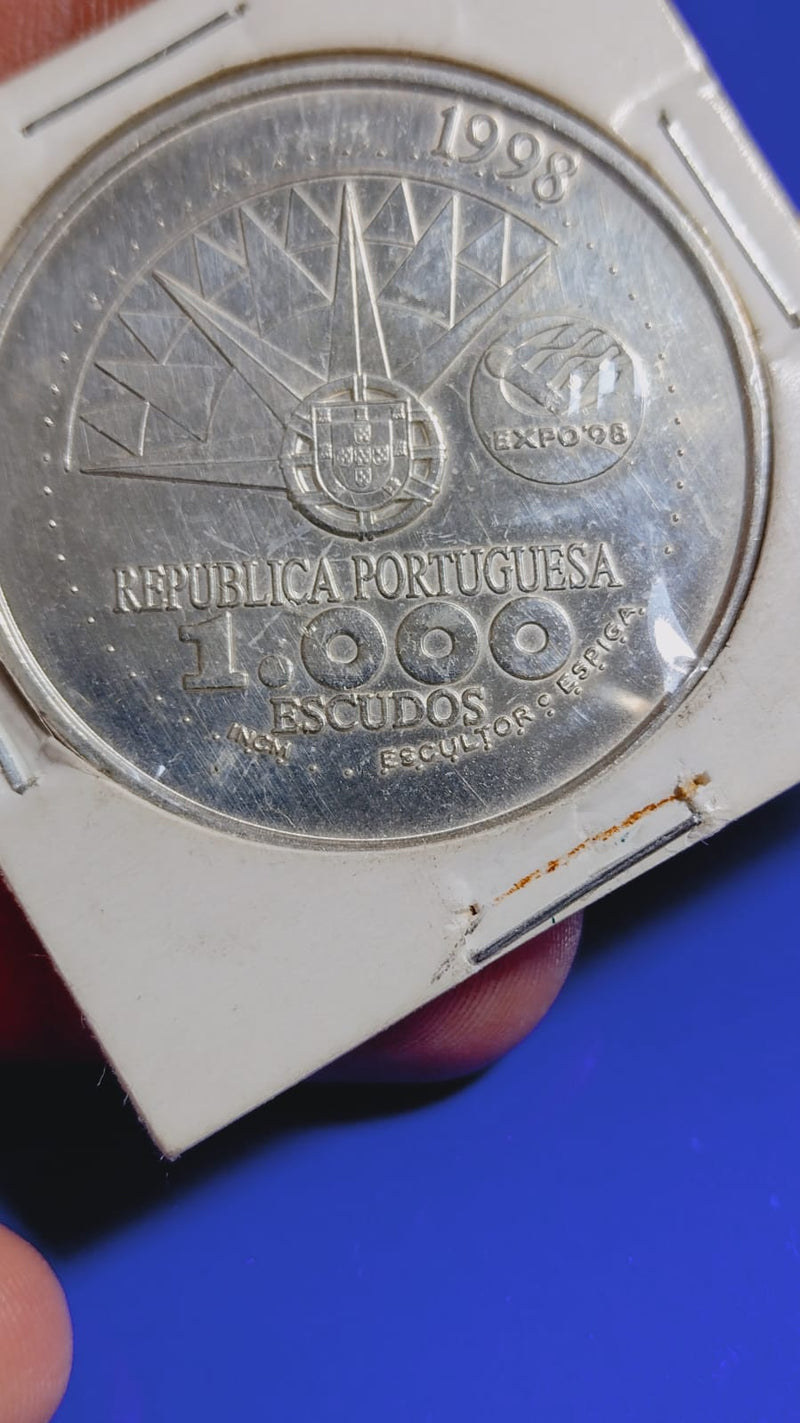 1998
EXPO'98
REPUBLICA PORTUGUESA
1.000
ESCUDOS
INCM
ESCULTOR C ESPIGA